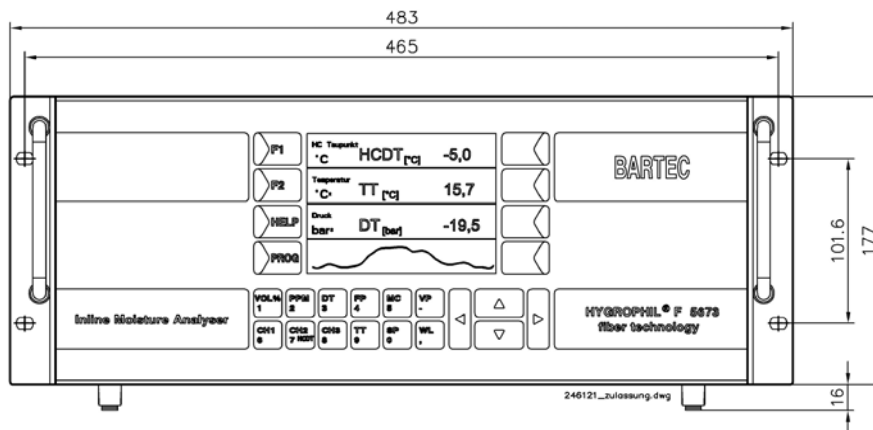 483
465
F1
F2
HELP
PROG
HC Taupunkt
°C HCDT [°C] -5,0
Temperatur
°C TT [°C] 15,7
Druck
bar DT [bar] -19,5
BARTEC
101.6
177
Inline Moisture Analyser
VOL% PPM DT FP MC VP
1 2 3 4 5 -
CH1 CH2 CH3 TT SP WL
6 7 HCDT 8 9 0 ,
HYGROPHIL® F 5673
fiber technology
246121_zulassung.dwg
16